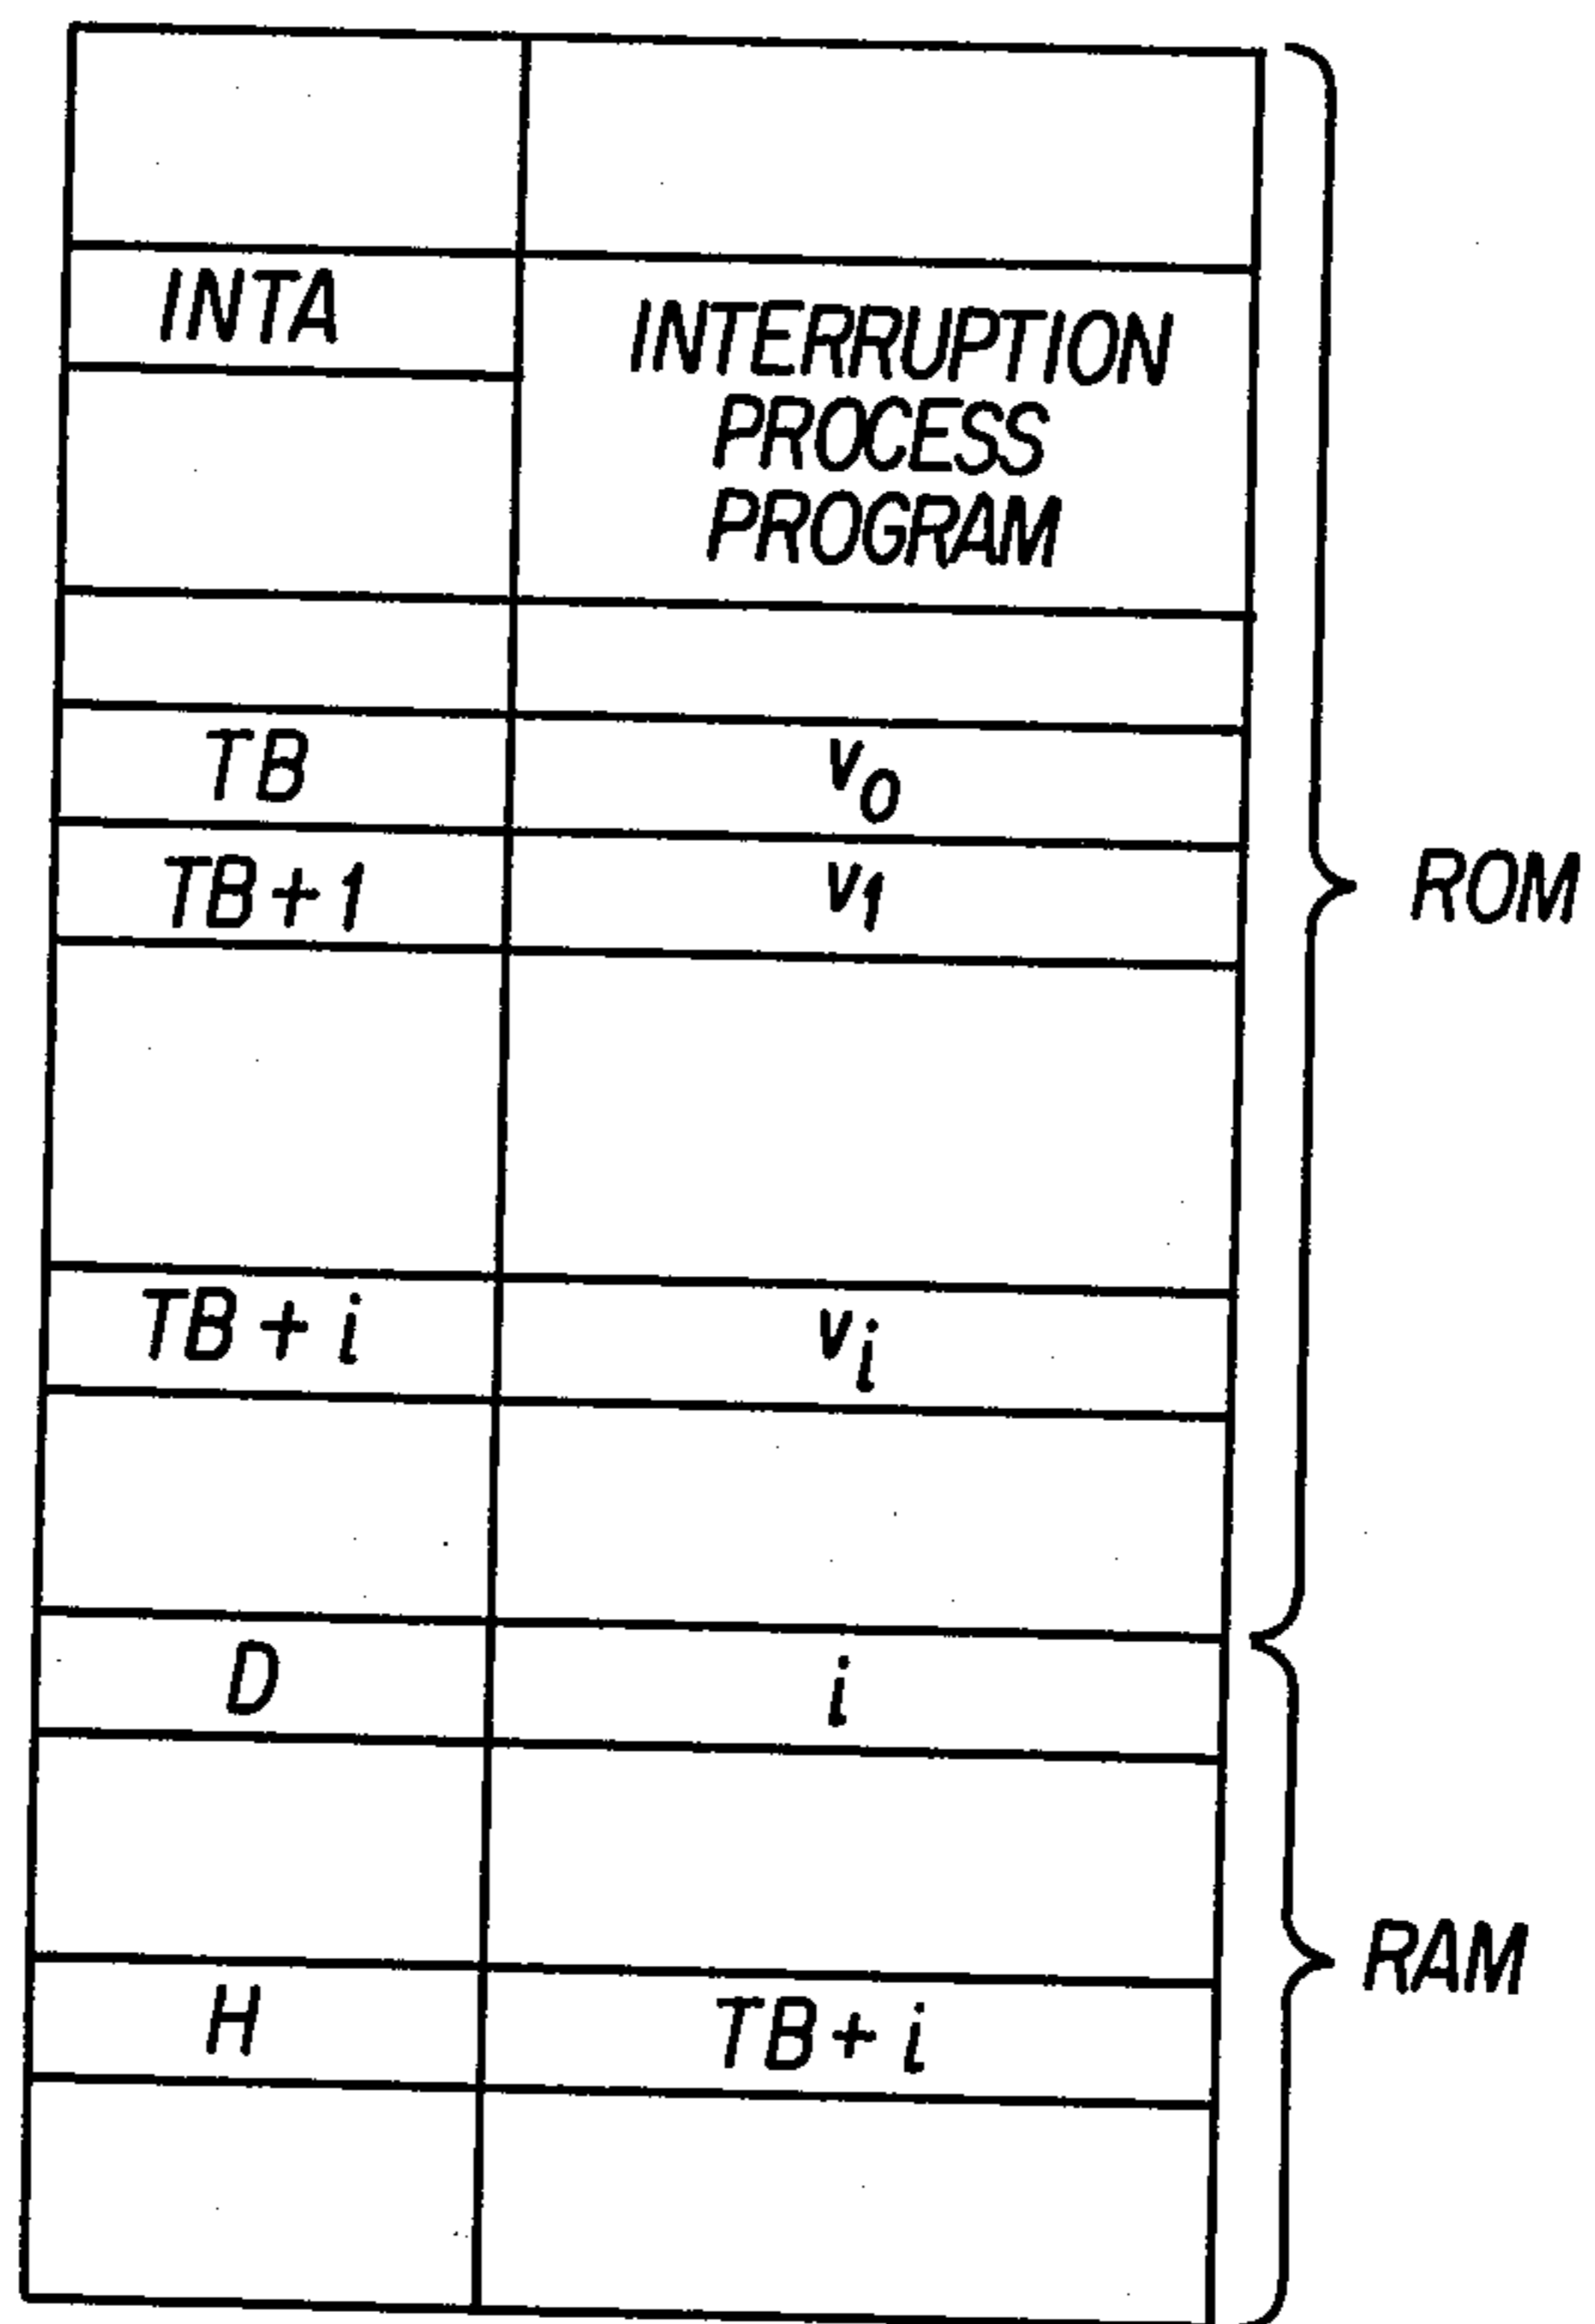 INTA
INTERRUPTION
PROCESS
PROGRAM
TB v₀
TB+1 v₁
ROM
TB+i vᵢ
D i
RAM
H TB+i